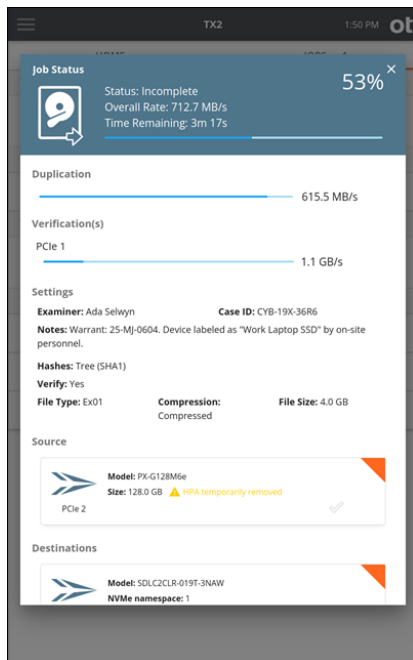 TX2
1:50 PM
ot
Job Status
53%
×
Status: Incomplete
Overall Rate: 712.7 MB/s
Time Remaining: 3m 17s
Duplication
615.5 MB/s
Verification(s)
PCIe 1
1.1 GB/s
Settings
Examiner: Ada Selwyn Case ID: CYB-19X-36R6
Notes: Warrant: 25-MJ-0604. Device labeled as "Work Laptop SSD" by on-site
personnel.
Hashes: Tree (SHA1)
Verify: Yes
File Type: Ex01 Compression: File Size: 4.0 GB
Compressed
Source
Model: PX-G128M6e
Size: 128.0 GB HPA temporarily removed
PCIe 2
Destinations
Model: SDLC2CLR-019T-3NAW
NVMe namespace: 1